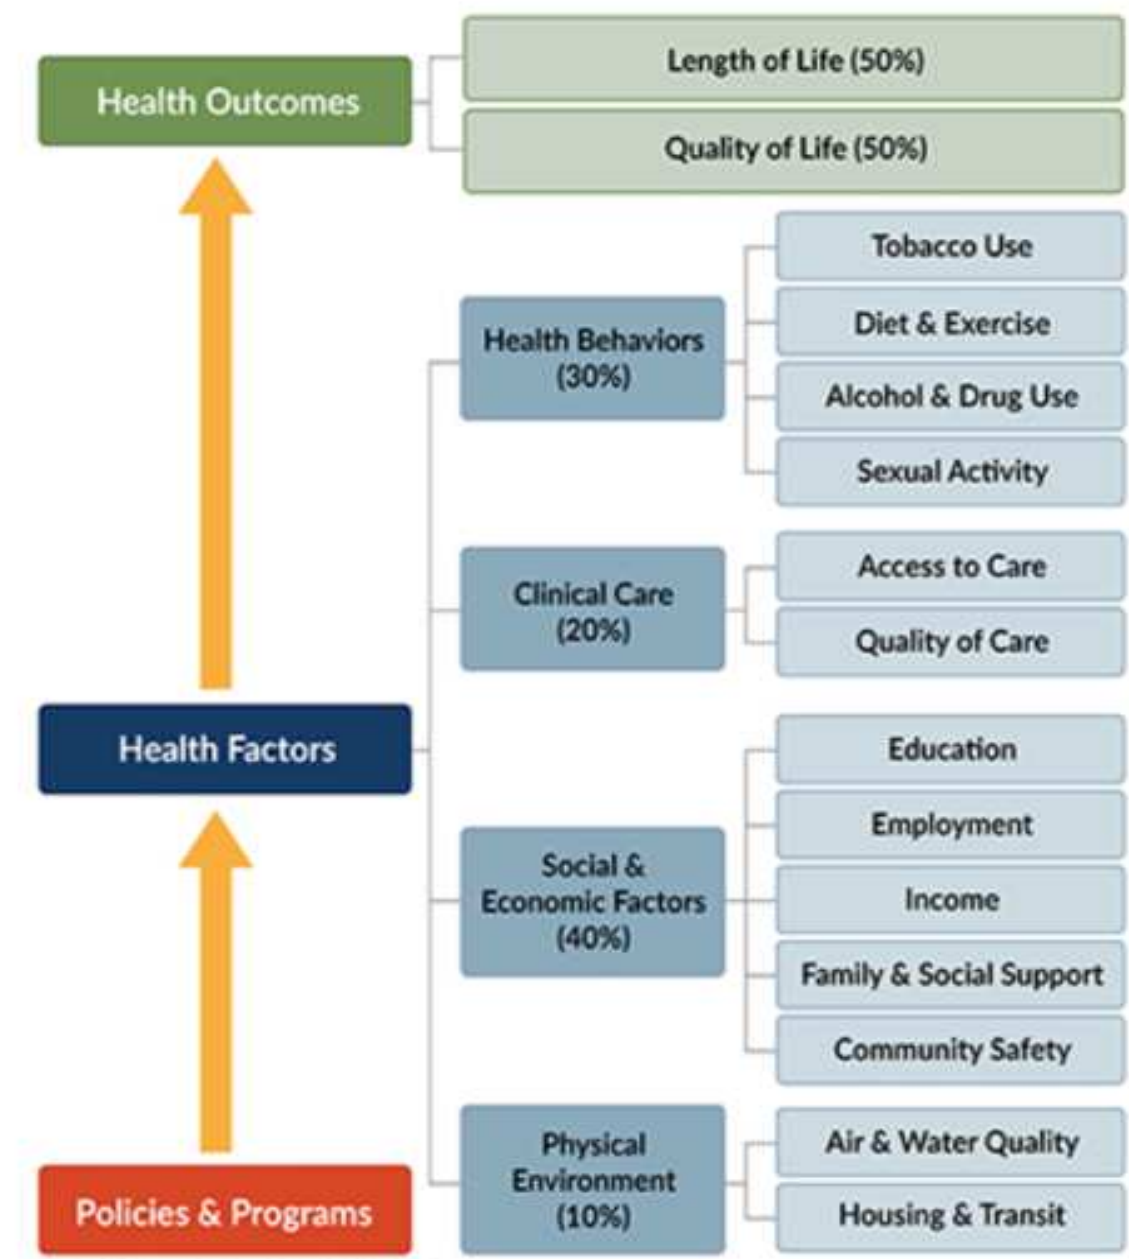 Health Outcomes
Length of Life (50%)
Quality of Life (50%)
Health Factors
Health Behaviors
(30%)
Tobacco Use
Diet & Exercise
Alcohol & Drug Use
Sexual Activity
Clinical Care
(20%)
Access to Care
Quality of Care
Social &
Economic Factors
(40%)
Education
Employment
Income
Family & Social Support
Community Safety
Physical
Environment
(10%)
Air & Water Quality
Housing & Transit
Policies & Programs